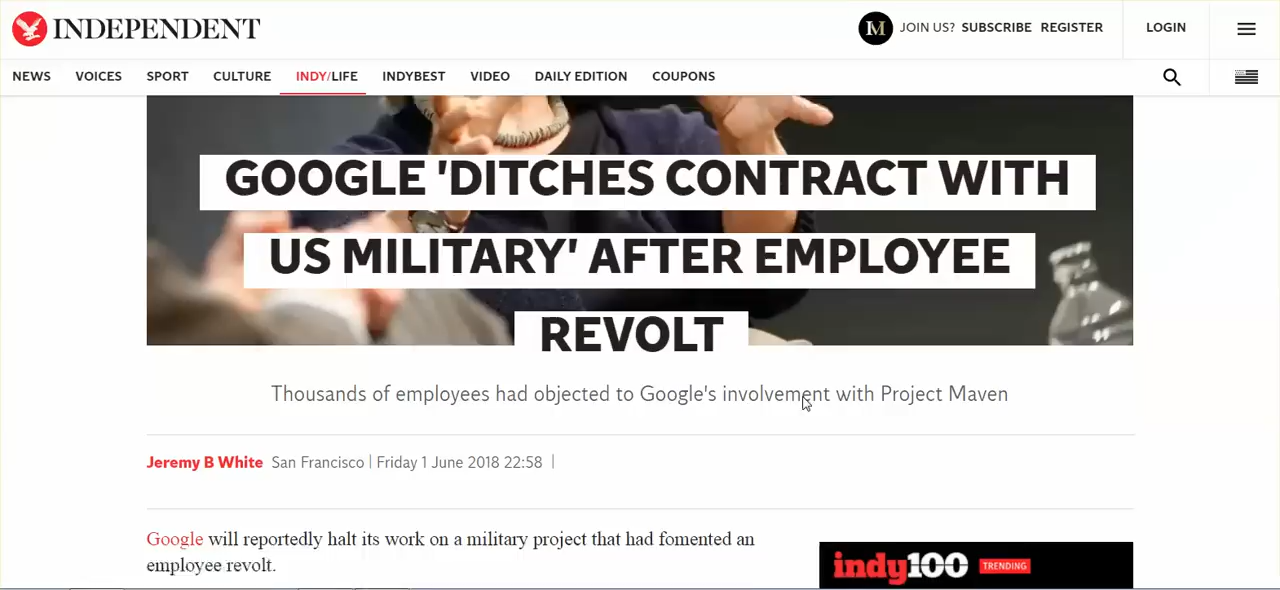 INDEPENDENT
JOIN US? SUBSCRIBE REGISTER
LOGIN
NEWS VOICES SPORT CULTURE INDY/LIFE INDYBEST VIDEO DAILY EDITION COUPONS
GOOGLE 'DITCHES CONTRACT WITH
US MILITARY' AFTER EMPLOYEE
REVOLT
Thousands of employees had objected to Google's involvement with Project Maven
Jeremy B White San Francisco | Friday 1 June 2018 22:58 |
Google will reportedly halt its work on a military project that had fomented an
employee revolt.
indy100 TRENDING